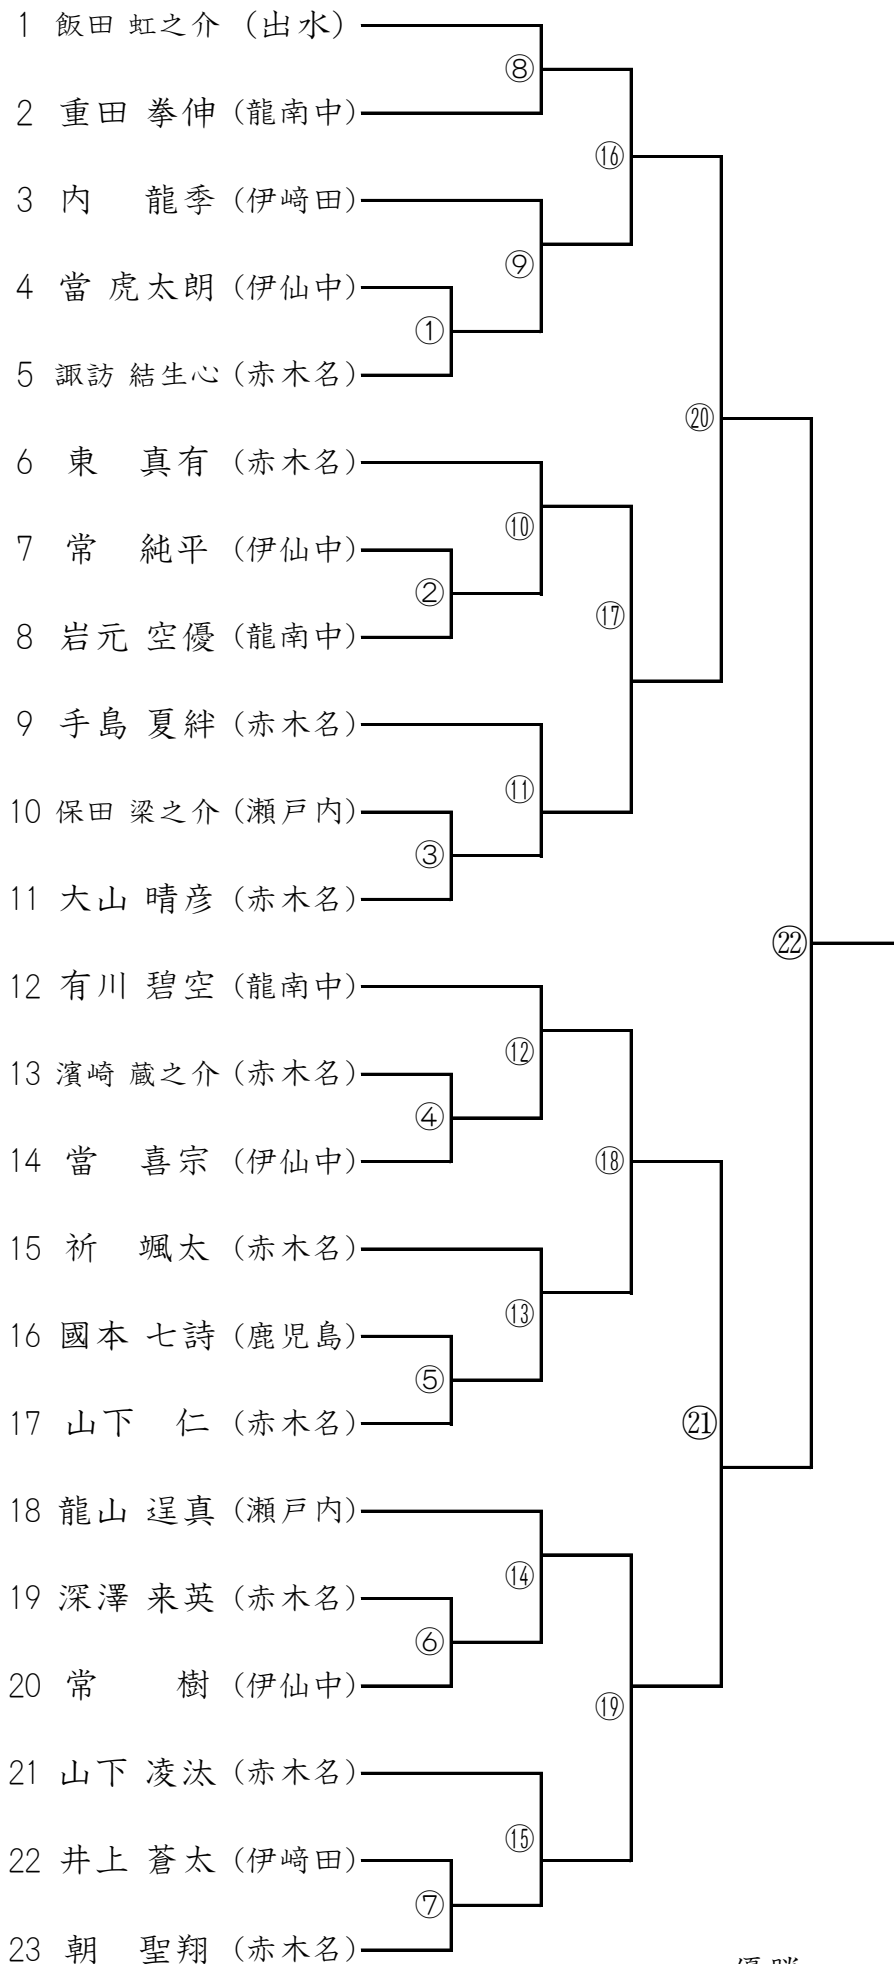 1 飯田 虹之介 (出水)
⑧
2 重田 拳伸 (龍南中)
⑯
3 内 龍季 (伊﨑田)
⑨
4 當 虎太朗 (伊仙中)
①
5 諏訪 結生心 (赤木名)
⑳
6 東 真有 (赤木名)
⑩
7 常 純平 (伊仙中)
②
⑰
8 岩元 空優 (龍南中)
9 手島 夏絆 (赤木名)
⑪
10 保田 梁之介 (瀬戸内)
③
11 大山 晴彦 (赤木名)
㉒
12 有川 碧空 (龍南中)
⑫
13 濱崎 蔵之介 (赤木名)
④
14 當 喜宗 (伊仙中)
⑱
15 祈 颯太 (赤木名)
⑬
16 國本 七詩 (鹿児島)
⑤
17 山下 仁 (赤木名)
㉑
18 龍山 逞真 (瀬戸内)
⑭
19 深澤 来英 (赤木名)
⑥
20 常 樹 (伊仙中)
⑲
21 山下 凌汰 (赤木名)
⑮
22 井上 蒼太 (伊﨑田)
⑦
23 朝 聖翔 (赤木名)